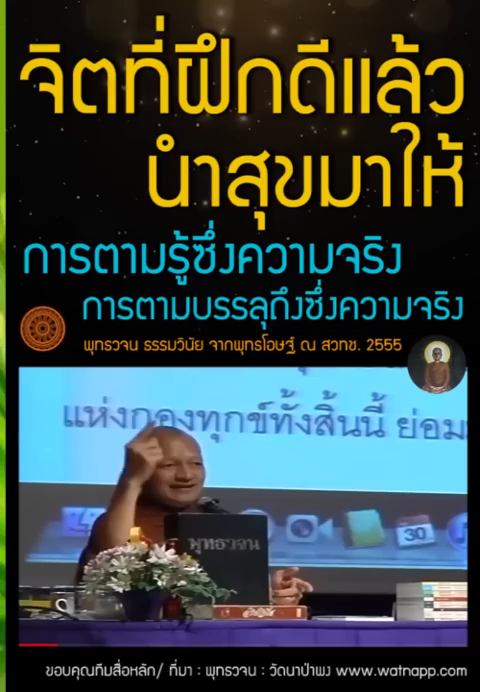 จิตที่ฝึกดีแล้ว
นำสุขมาให้
การตามรู้ซึ่งความจริง
การตามบรรลุถึงซึ่งความจริง
พุทธวจน ธรรมวินัย จากพุทธโอษฐ์ ณ สวทช. 2555
แห่งกองทุกข์ทั้งสิ้นนี้ ย่อม
30
พุทธวจน
ขอบคุณทีมสื่อหลัก/ ที่มา : พุทธวจน : วัดนาป่าพง www.watnapp.com